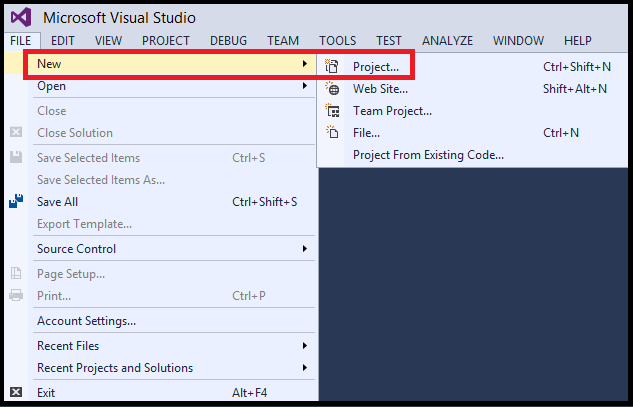 Microsoft Visual Studio
FILE EDIT VIEW PROJECT DEBUG TEAM TOOLS TEST ANALYZE WINDOW HELP
New
Open
Close
Close Solution
Save Selected Items Ctrl+S
Save Selected Items As...
Save All Ctrl+Shift+S
Export Template...
Source Control
Page Setup...
Print... Ctrl+P
Account Settings...
Recent Files
Recent Projects and Solutions
Exit Alt+F4
Project... Ctrl+Shift+N
Web Site... Shift+Alt+N
Team Project...
File... Ctrl+N
Project From Existing Code...